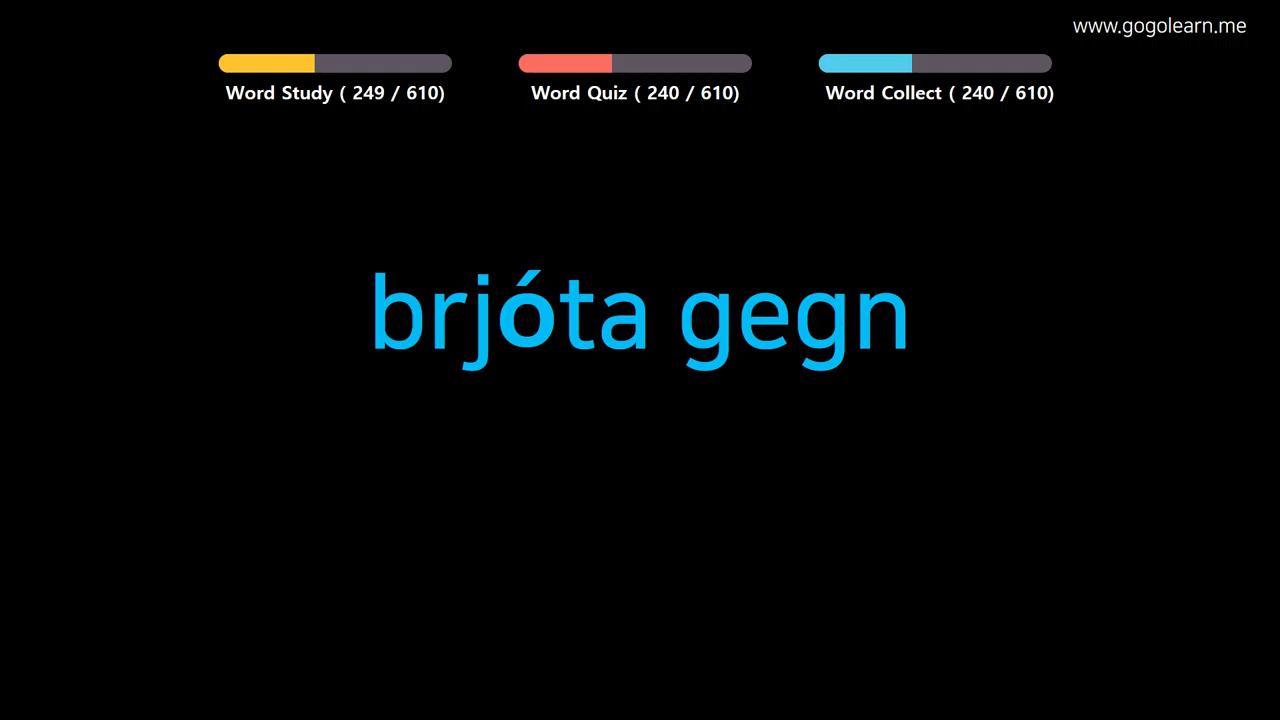 www.gogolearn.me
Word Study ( 249 / 610)
Word Quiz ( 240 / 610)
Word Collect ( 240 / 610)
brjóta gegn